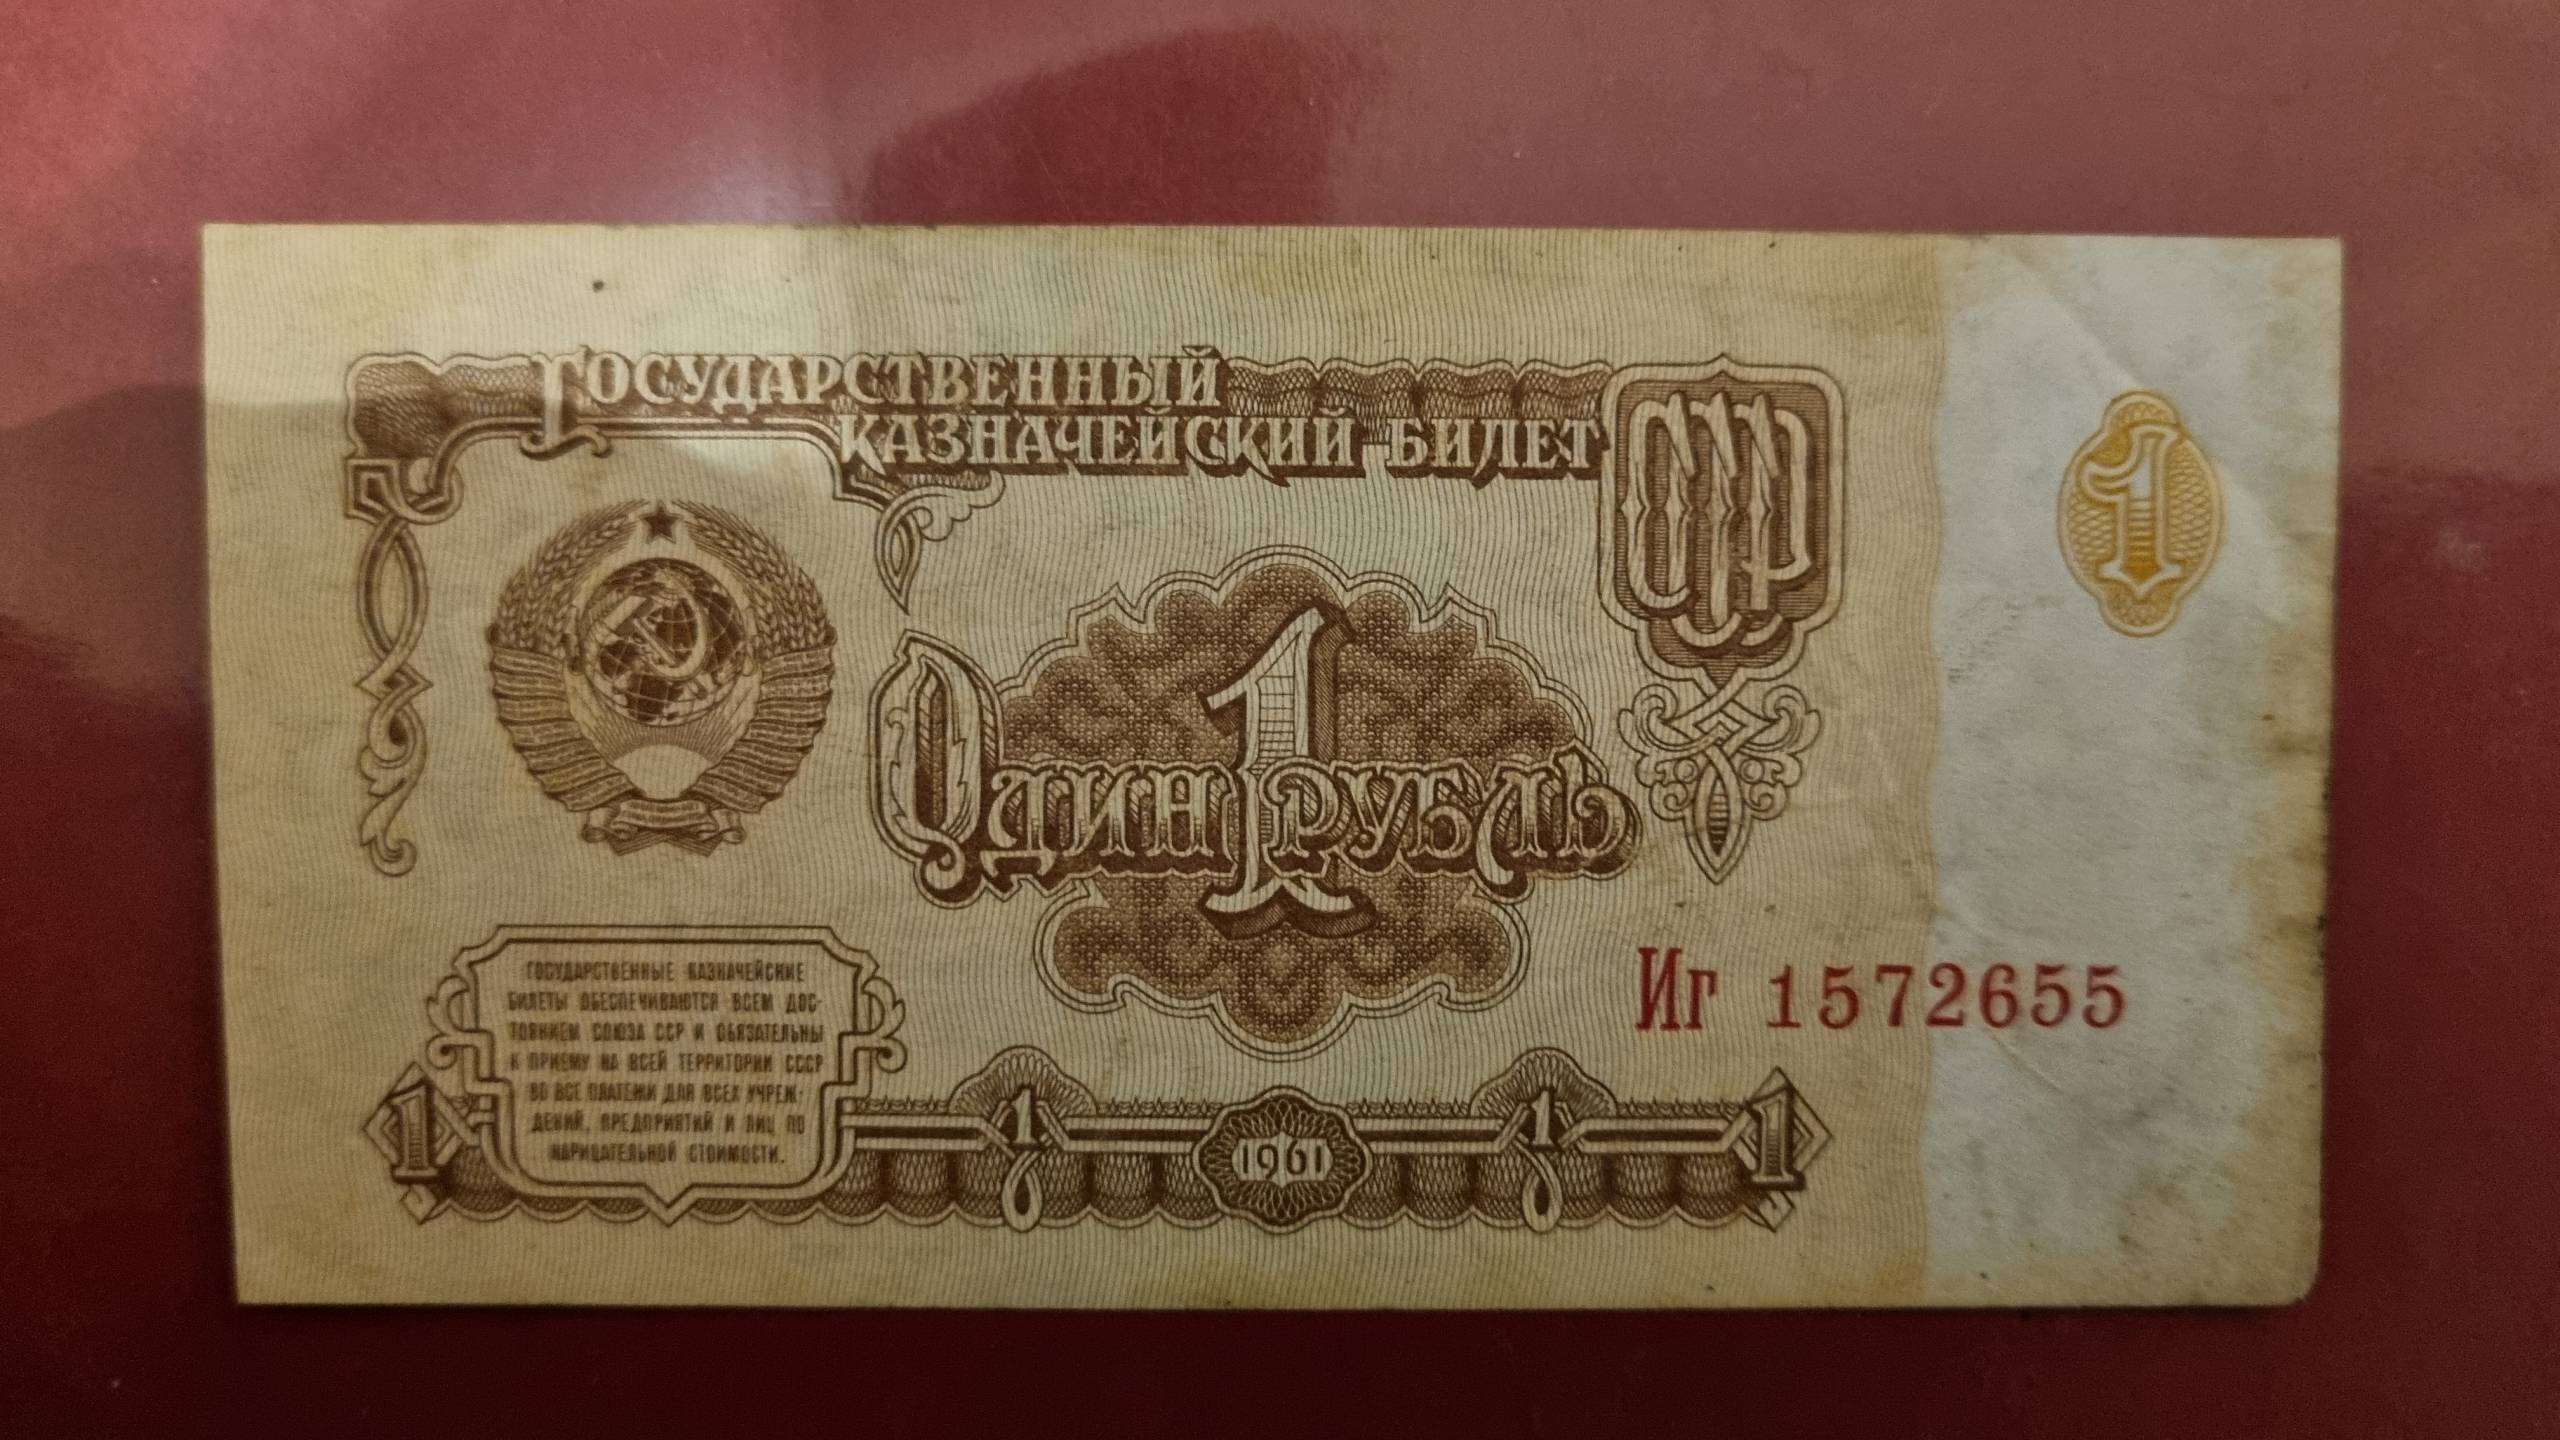 Государственный
казначейский билет
СССР
1
1
Один рубль
Иг 1572655
ГОСУДАРСТВЕННЫЕ КАЗНАЧЕЙСКИЕ
БИЛЕТЫ ОБЕСПЕЧИВАЮТСЯ ВСЕМ ДОС-
ТОЯНИЕМ СОЮЗА ССР И ОБЯЗАТЕЛЬНЫ
К ПРИЕМУ НА ВСЕЙ ТЕРРИТОРИИ СССР
ВО ВСЕ ПЛАТЕЖИ ДЛЯ ВСЕХ УЧРЕЖ-
ДЕНИЙ, ПРЕДПРИЯТИЙ И ЛИЦ ПО
НАРИЦАТЕЛЬНОЙ СТОИМОСТИ.
1 1 1961 1 1